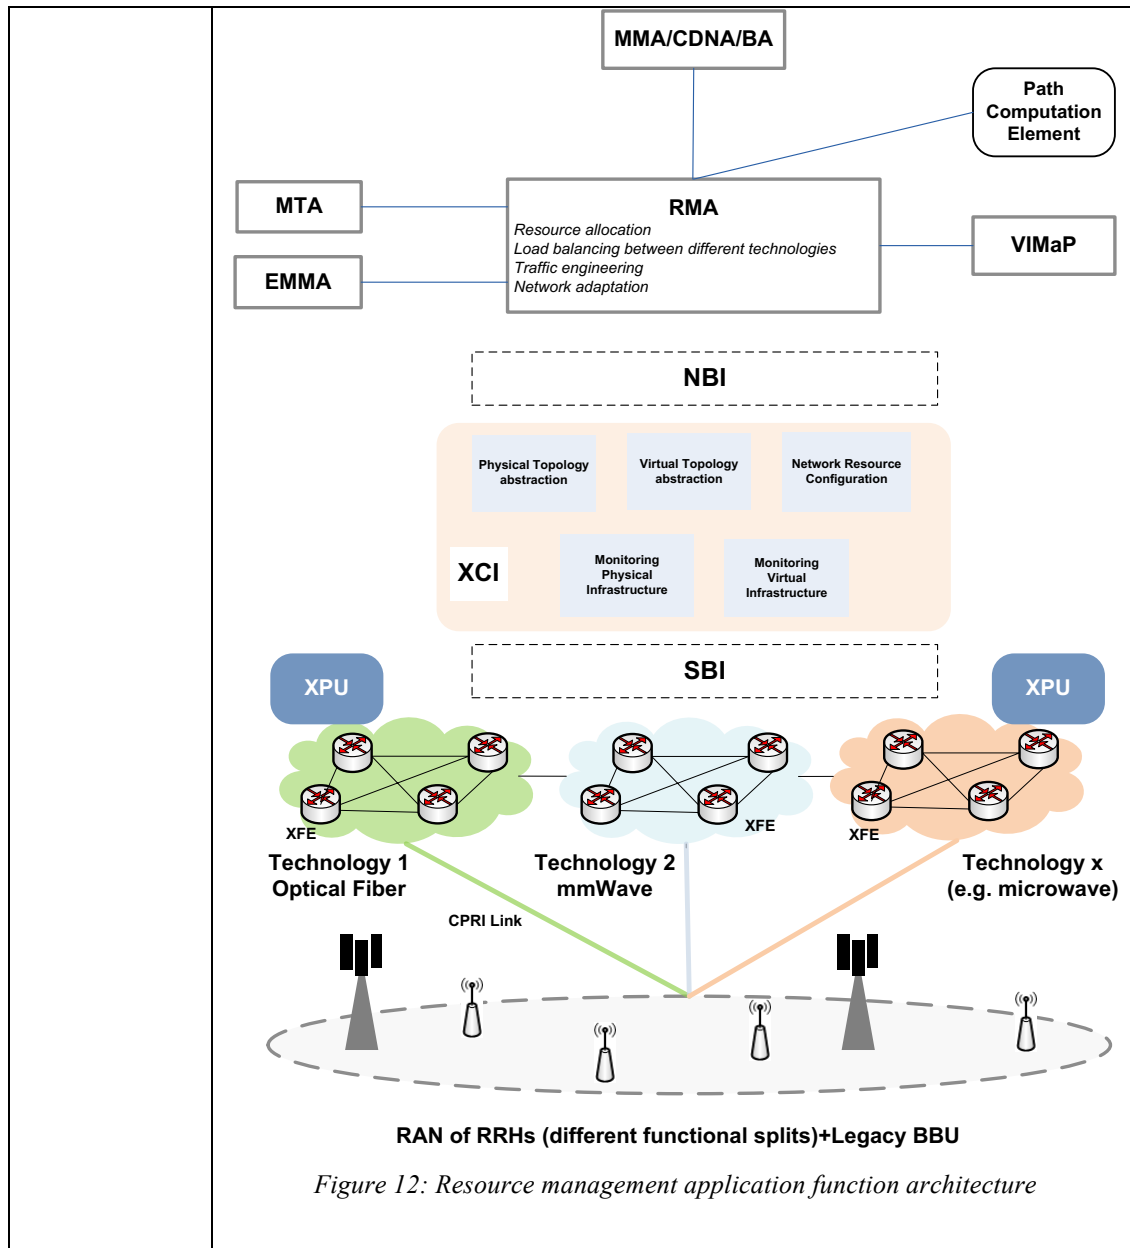 MMA/CDNA/BA
Path
Computation
Element
MTA
EMMA
RMA
Resource allocation
Load balancing between different technologies
Traffic engineering
Network adaptation
VIMaP
NBI
Physical Topology
abstraction
Virtual Topology
abstraction
Network Resource
Configuration
XCI
Monitoring
Physical
Infrastructure
Monitoring
Virtual
Infrastructure
SBI
XPU
XPU
XFE
XFE
XFE
Technology 1
Optical Fiber
Technology 2
mmWave
Technology x
(e.g. microwave)
CPRI Link
RAN of RRHs (different functional splits)+Legacy BBU
Figure 12: Resource management application function architecture